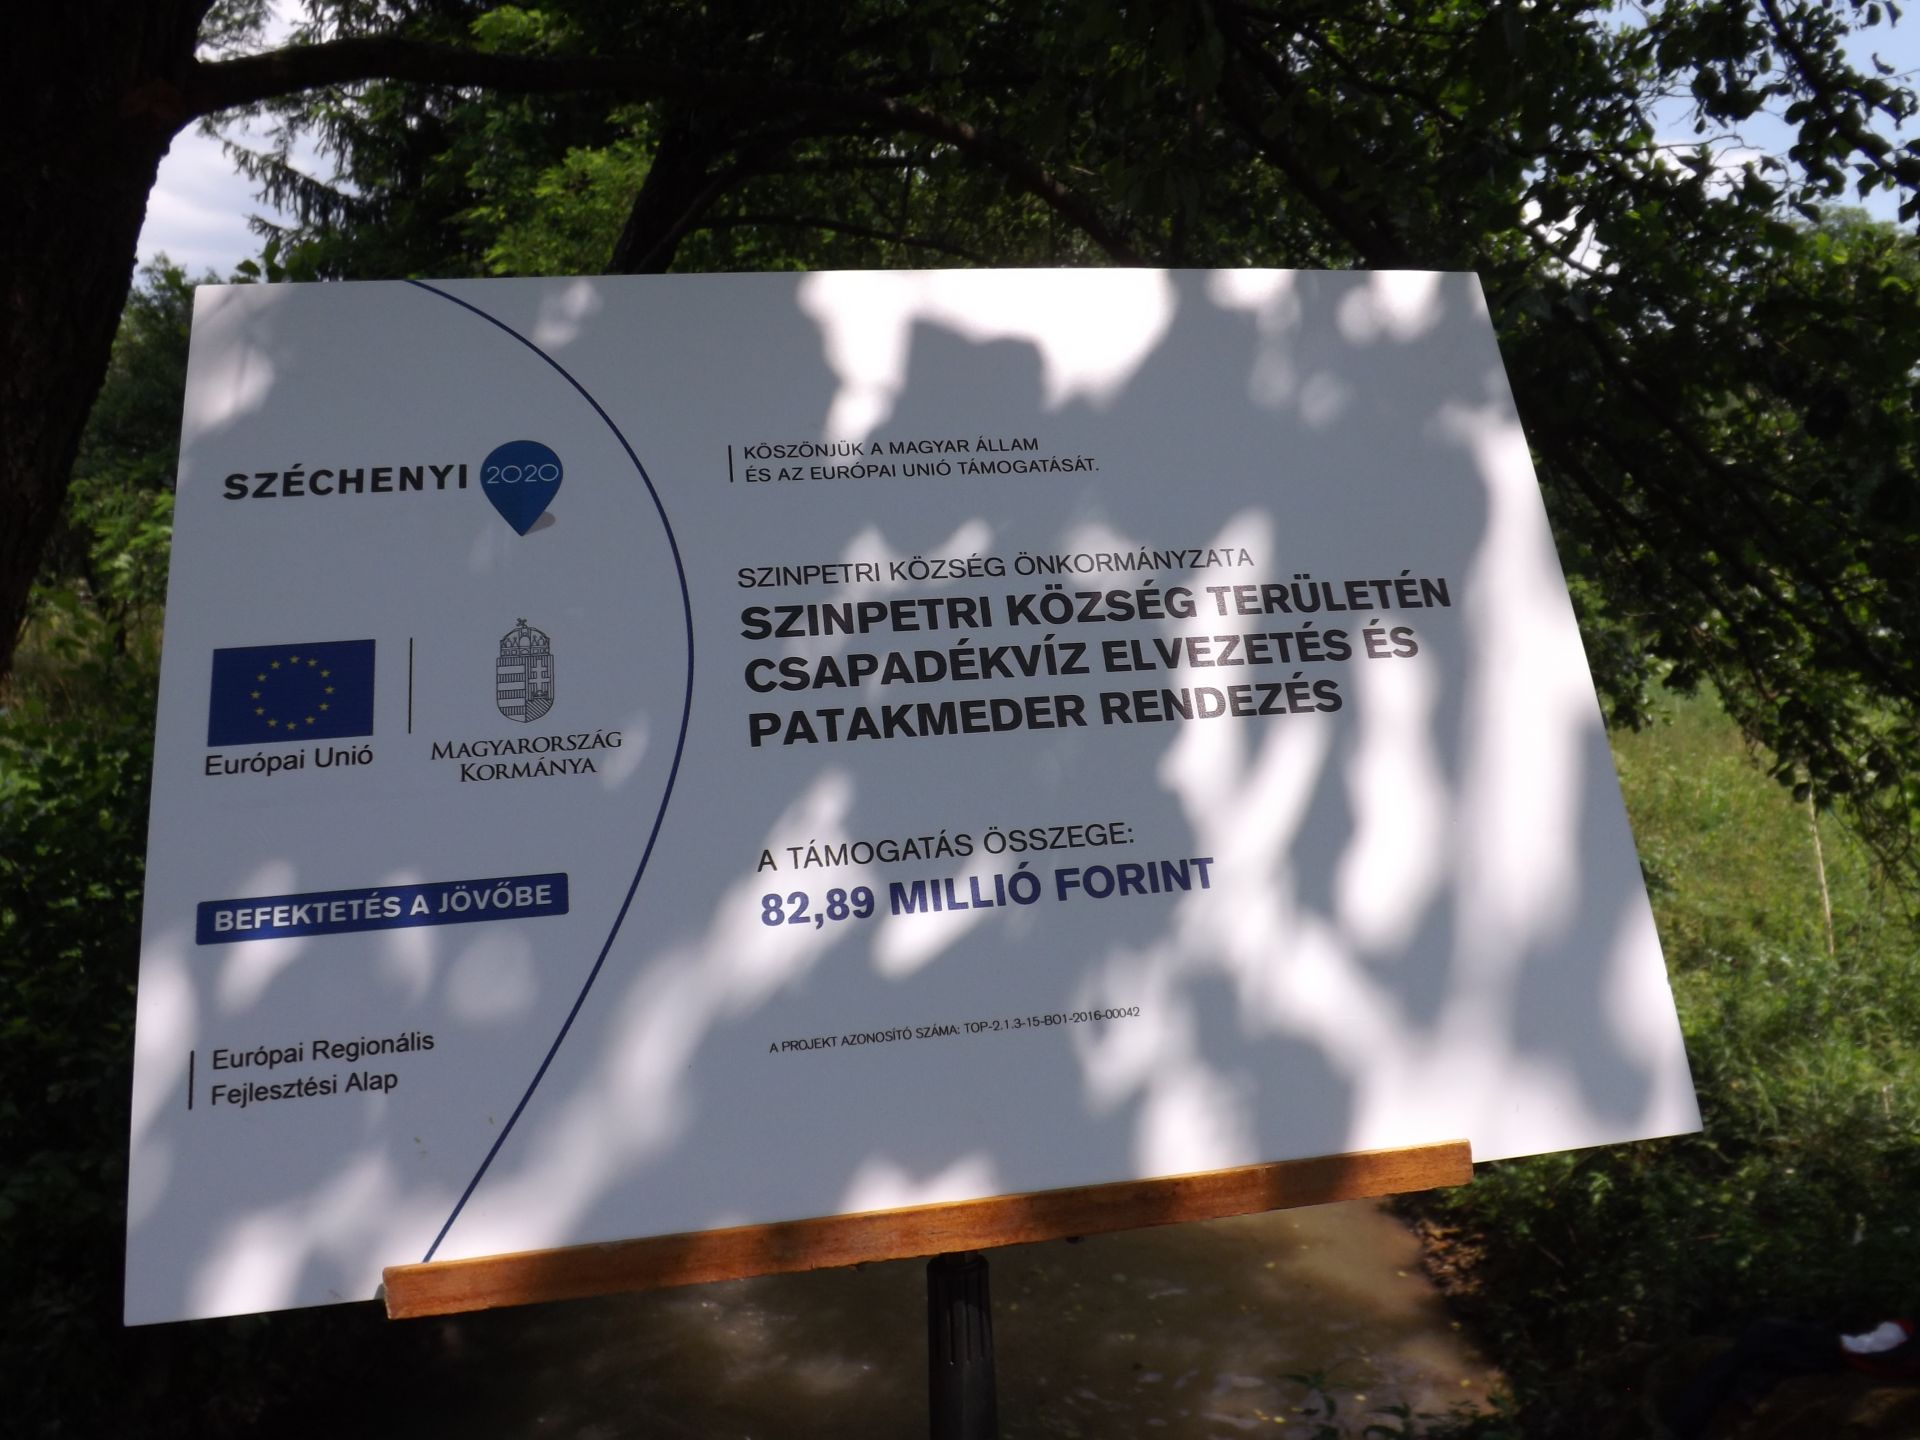 SZÉCHENYI 2020
Európai Unió
MAGYARORSZÁG
KORMÁNYA
BEFEKTETÉS A JÖVŐBE
Európai Regionális
Fejlesztési Alap
KÖSZÖNJÜK A MAGYAR ÁLLAM
ÉS AZ EURÓPAI UNIÓ TÁMOGATÁSÁT.
SZINPETRI KÖZSÉG ÖNKORMÁNYZATA
SZINPETRI KÖZSÉG TERÜLETÉN
CSAPADÉKVÍZ ELVEZETÉS ÉS
PATAKMEDER RENDEZÉS
A TÁMOGATÁS ÖSSZEGE:
82,89 MILLIÓ FORINT
A PROJEKT AZONOSÍTÓ SZÁMA: TOP-2.1.3-15-BO1-2016-00042